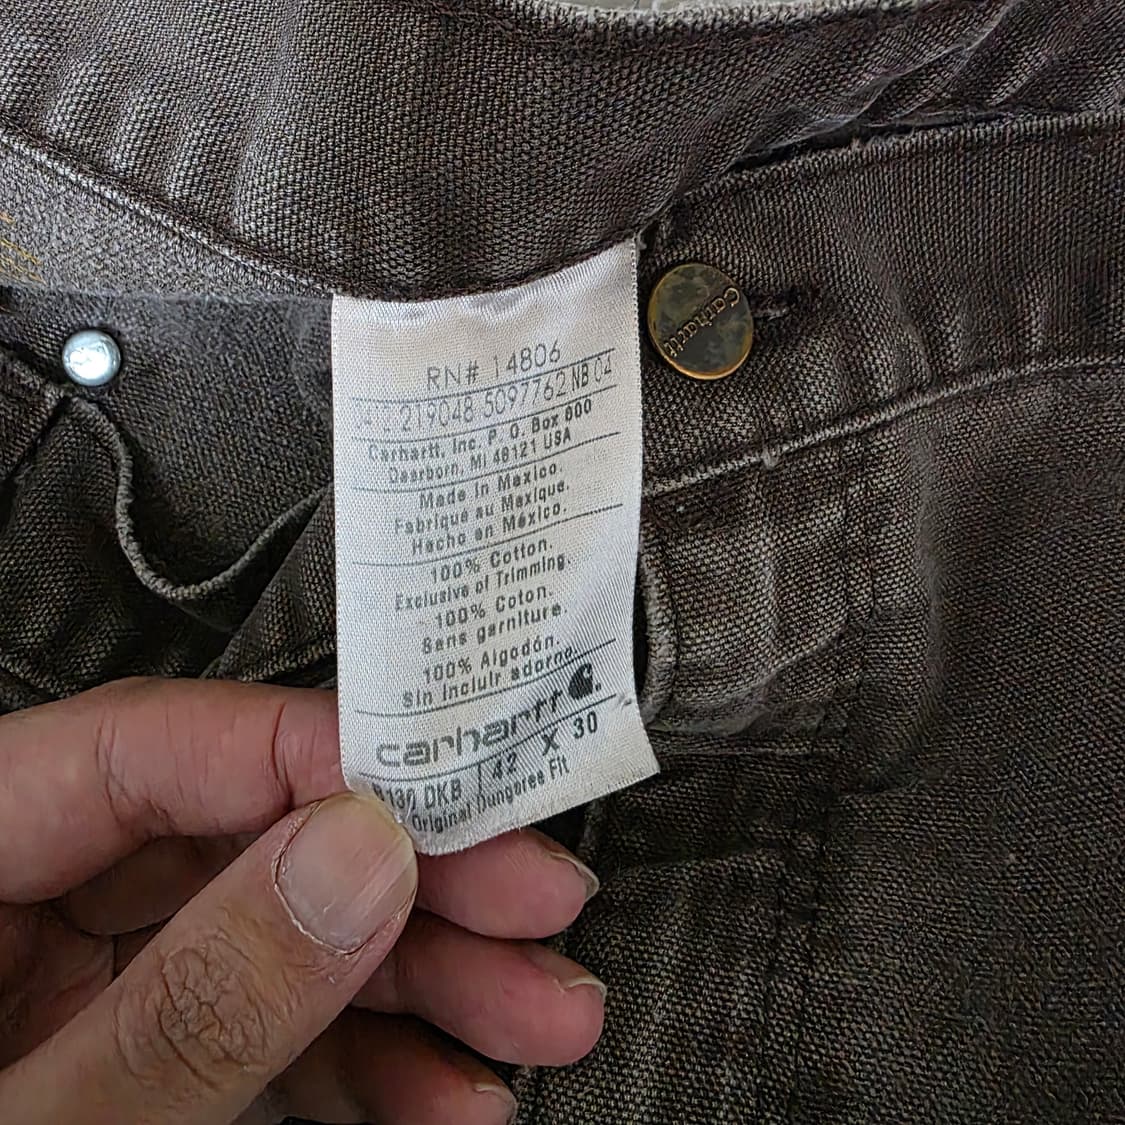 RN# 14806
219048 5097762 NB 04
Carhartt, Inc. P. O. Box 600
Dearborn, MI 48121 USA
Made in Mexico.
Fabriqué au Mexique.
Hecho en México.
100% Cotton.
Exclusive of Trimming.
100% Coton.
Sans garniture.
100% Algodón.
Sin incluir adorno.
carhartt
DKB 42 X 30
Original Dungaree Fit
Carhartt